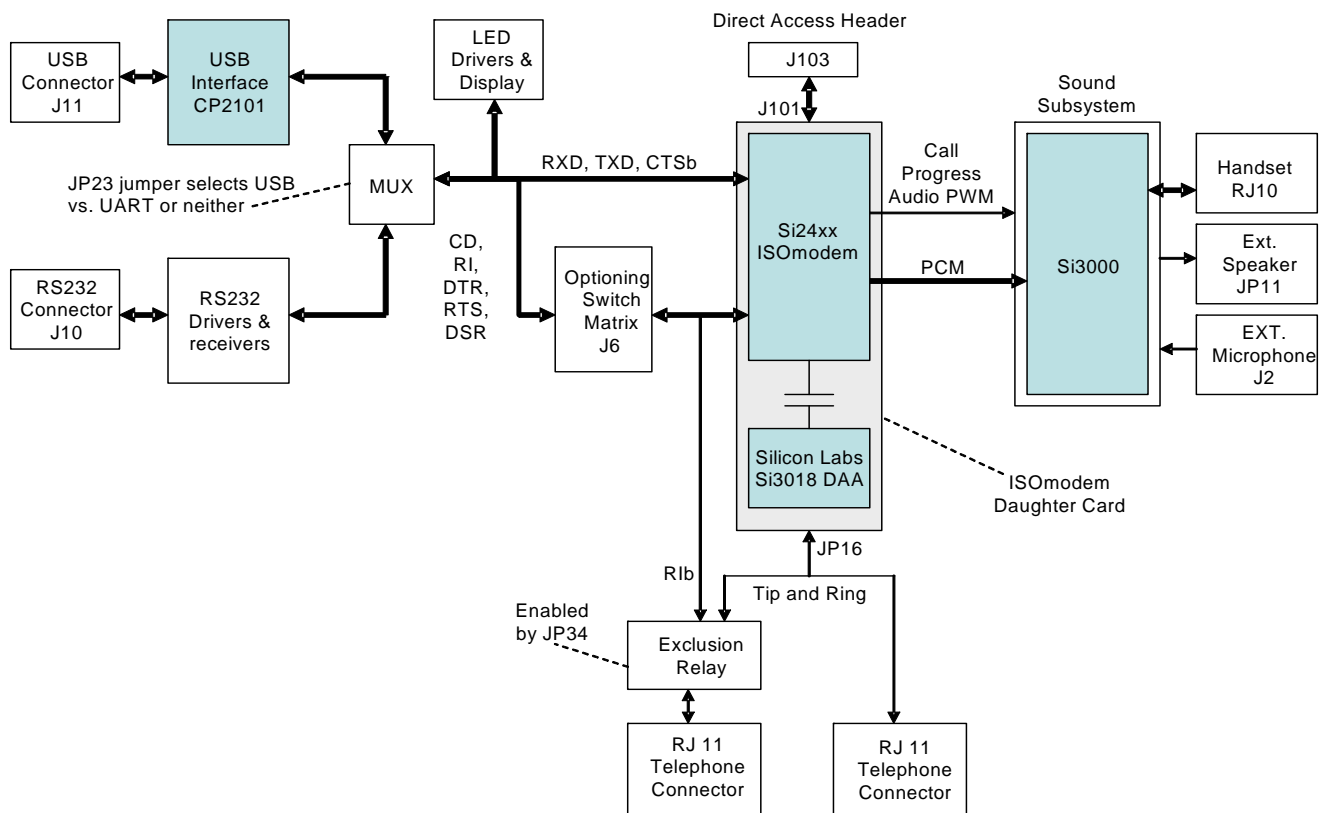 Direct Access Header
USB
Connector
J11
USB
Interface
CP2101
LED
Drivers &
Display
J103
J101
Sound
Subsystem
JP23 jumper selects USB
vs. UART or neither
MUX
RXD, TXD, CTSb
Si24xx
ISOmodem
Call
Progress
Audio PWM
PCM
Si3000
Handset
RJ10
Ext.
Speaker
JP11
EXT.
Microphone
J2
RS232
Connector
J10
RS232
Drivers &
receivers
CD,
RI,
DTR,
RTS,
DSR
Optioning
Switch
Matrix
J6
Silicon Labs
Si3018 DAA
ISOmodem
Daughter Card
JP16
RIb
Tip and Ring
Enabled
by JP34
Exclusion
Relay
RJ 11
Telephone
Connector
RJ 11
Telephone
Connector